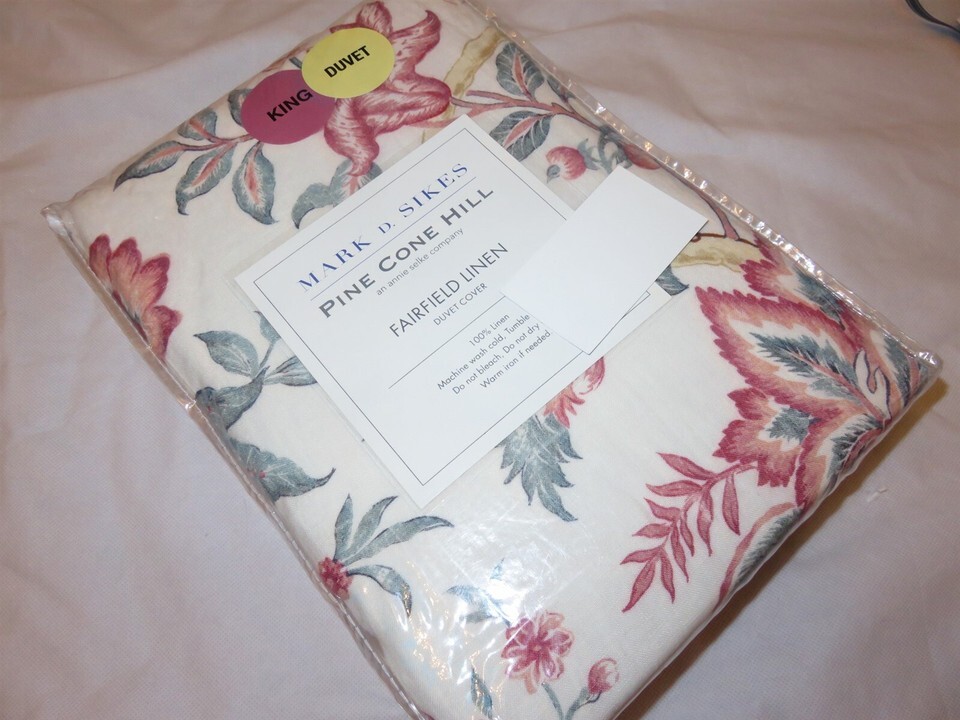 DUVET
KING
MARK D. SIKES
PINE CONE HILL
an annie selke company
FAIRFIELD LINEN
DUVET COVER
100% Linen
Machine wash cold. Tumble
Do not bleach. Do not dry
Warm iron if needed